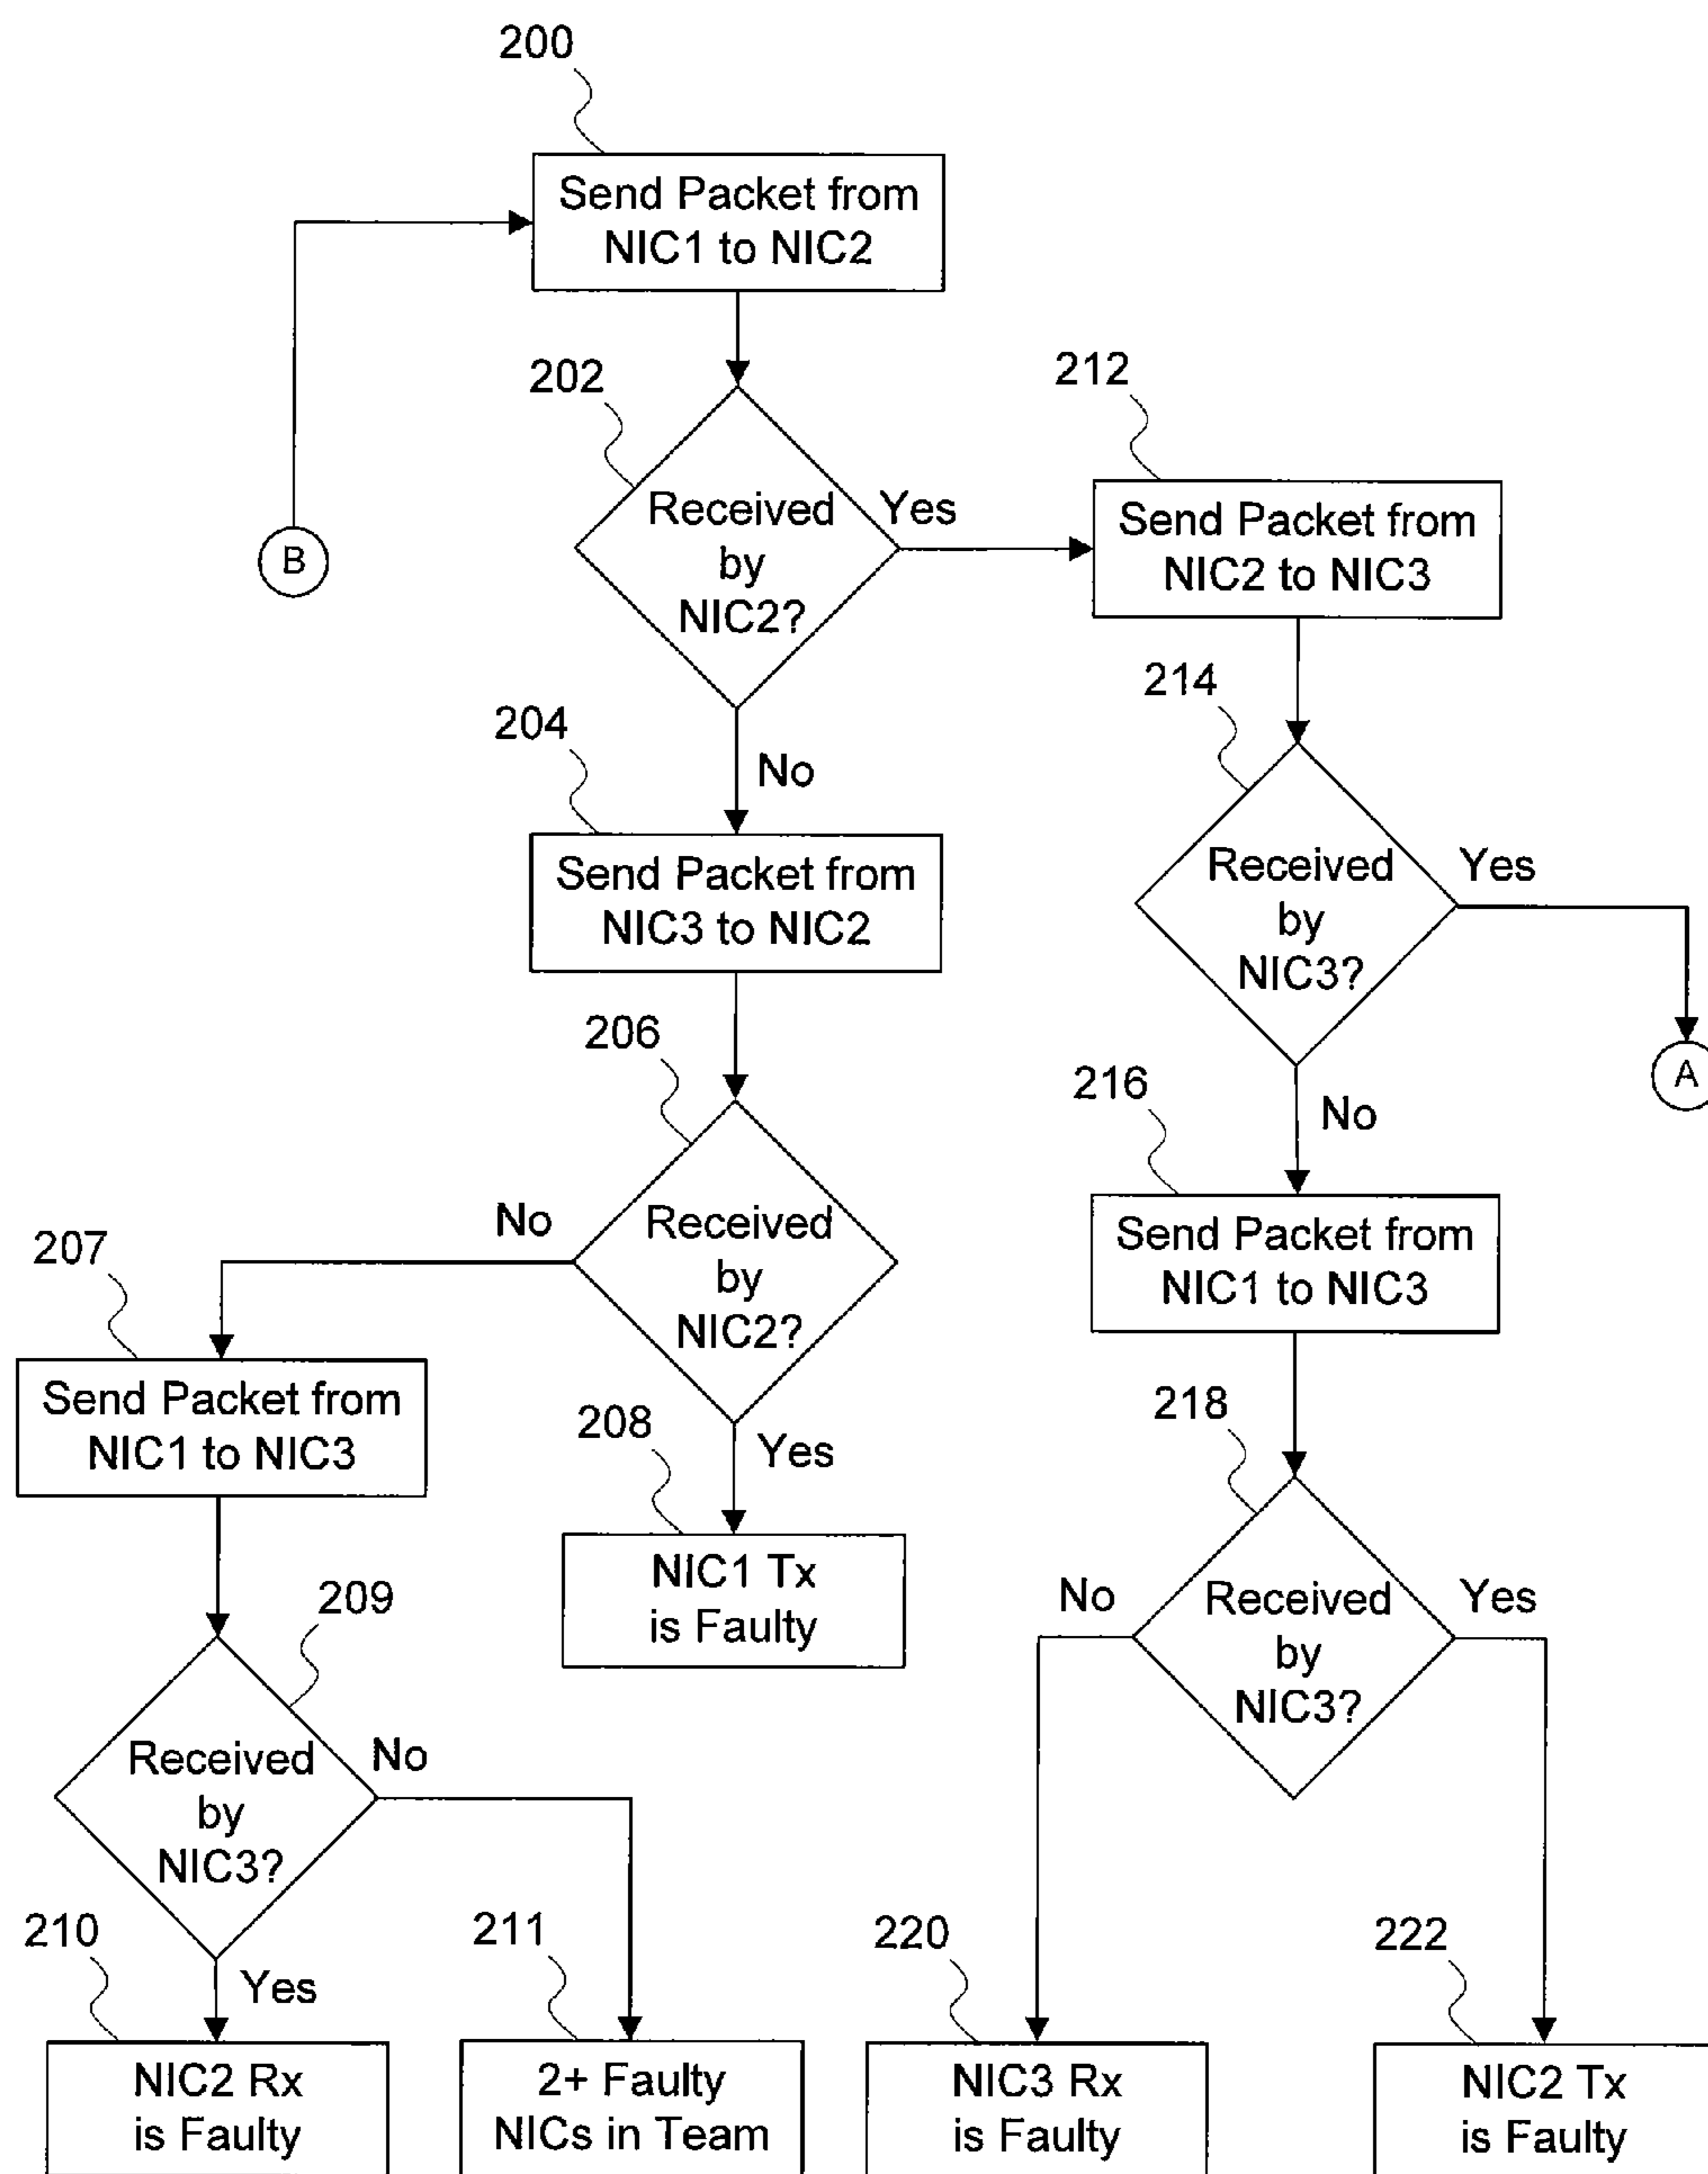 200
Send Packet from
NIC1 to NIC2
202
Received
by
NIC2?
Yes
212
Send Packet from
NIC2 to NIC3
B
204
No
Send Packet from
NIC3 to NIC2
214
Received
by
NIC3?
Yes
A
206
Received
by
NIC2?
No
216
No
Send Packet from
NIC1 to NIC3
207
Send Packet from
NIC1 to NIC3
208
Yes
NIC1 Tx
is Faulty
218
Received
by
NIC3?
No
Yes
209
Received
by
NIC3?
No
210
Yes
NIC2 Rx
is Faulty
211
2+ Faulty
NICs in Team
220
NIC3 Rx
is Faulty
222
NIC2 Tx
is Faulty